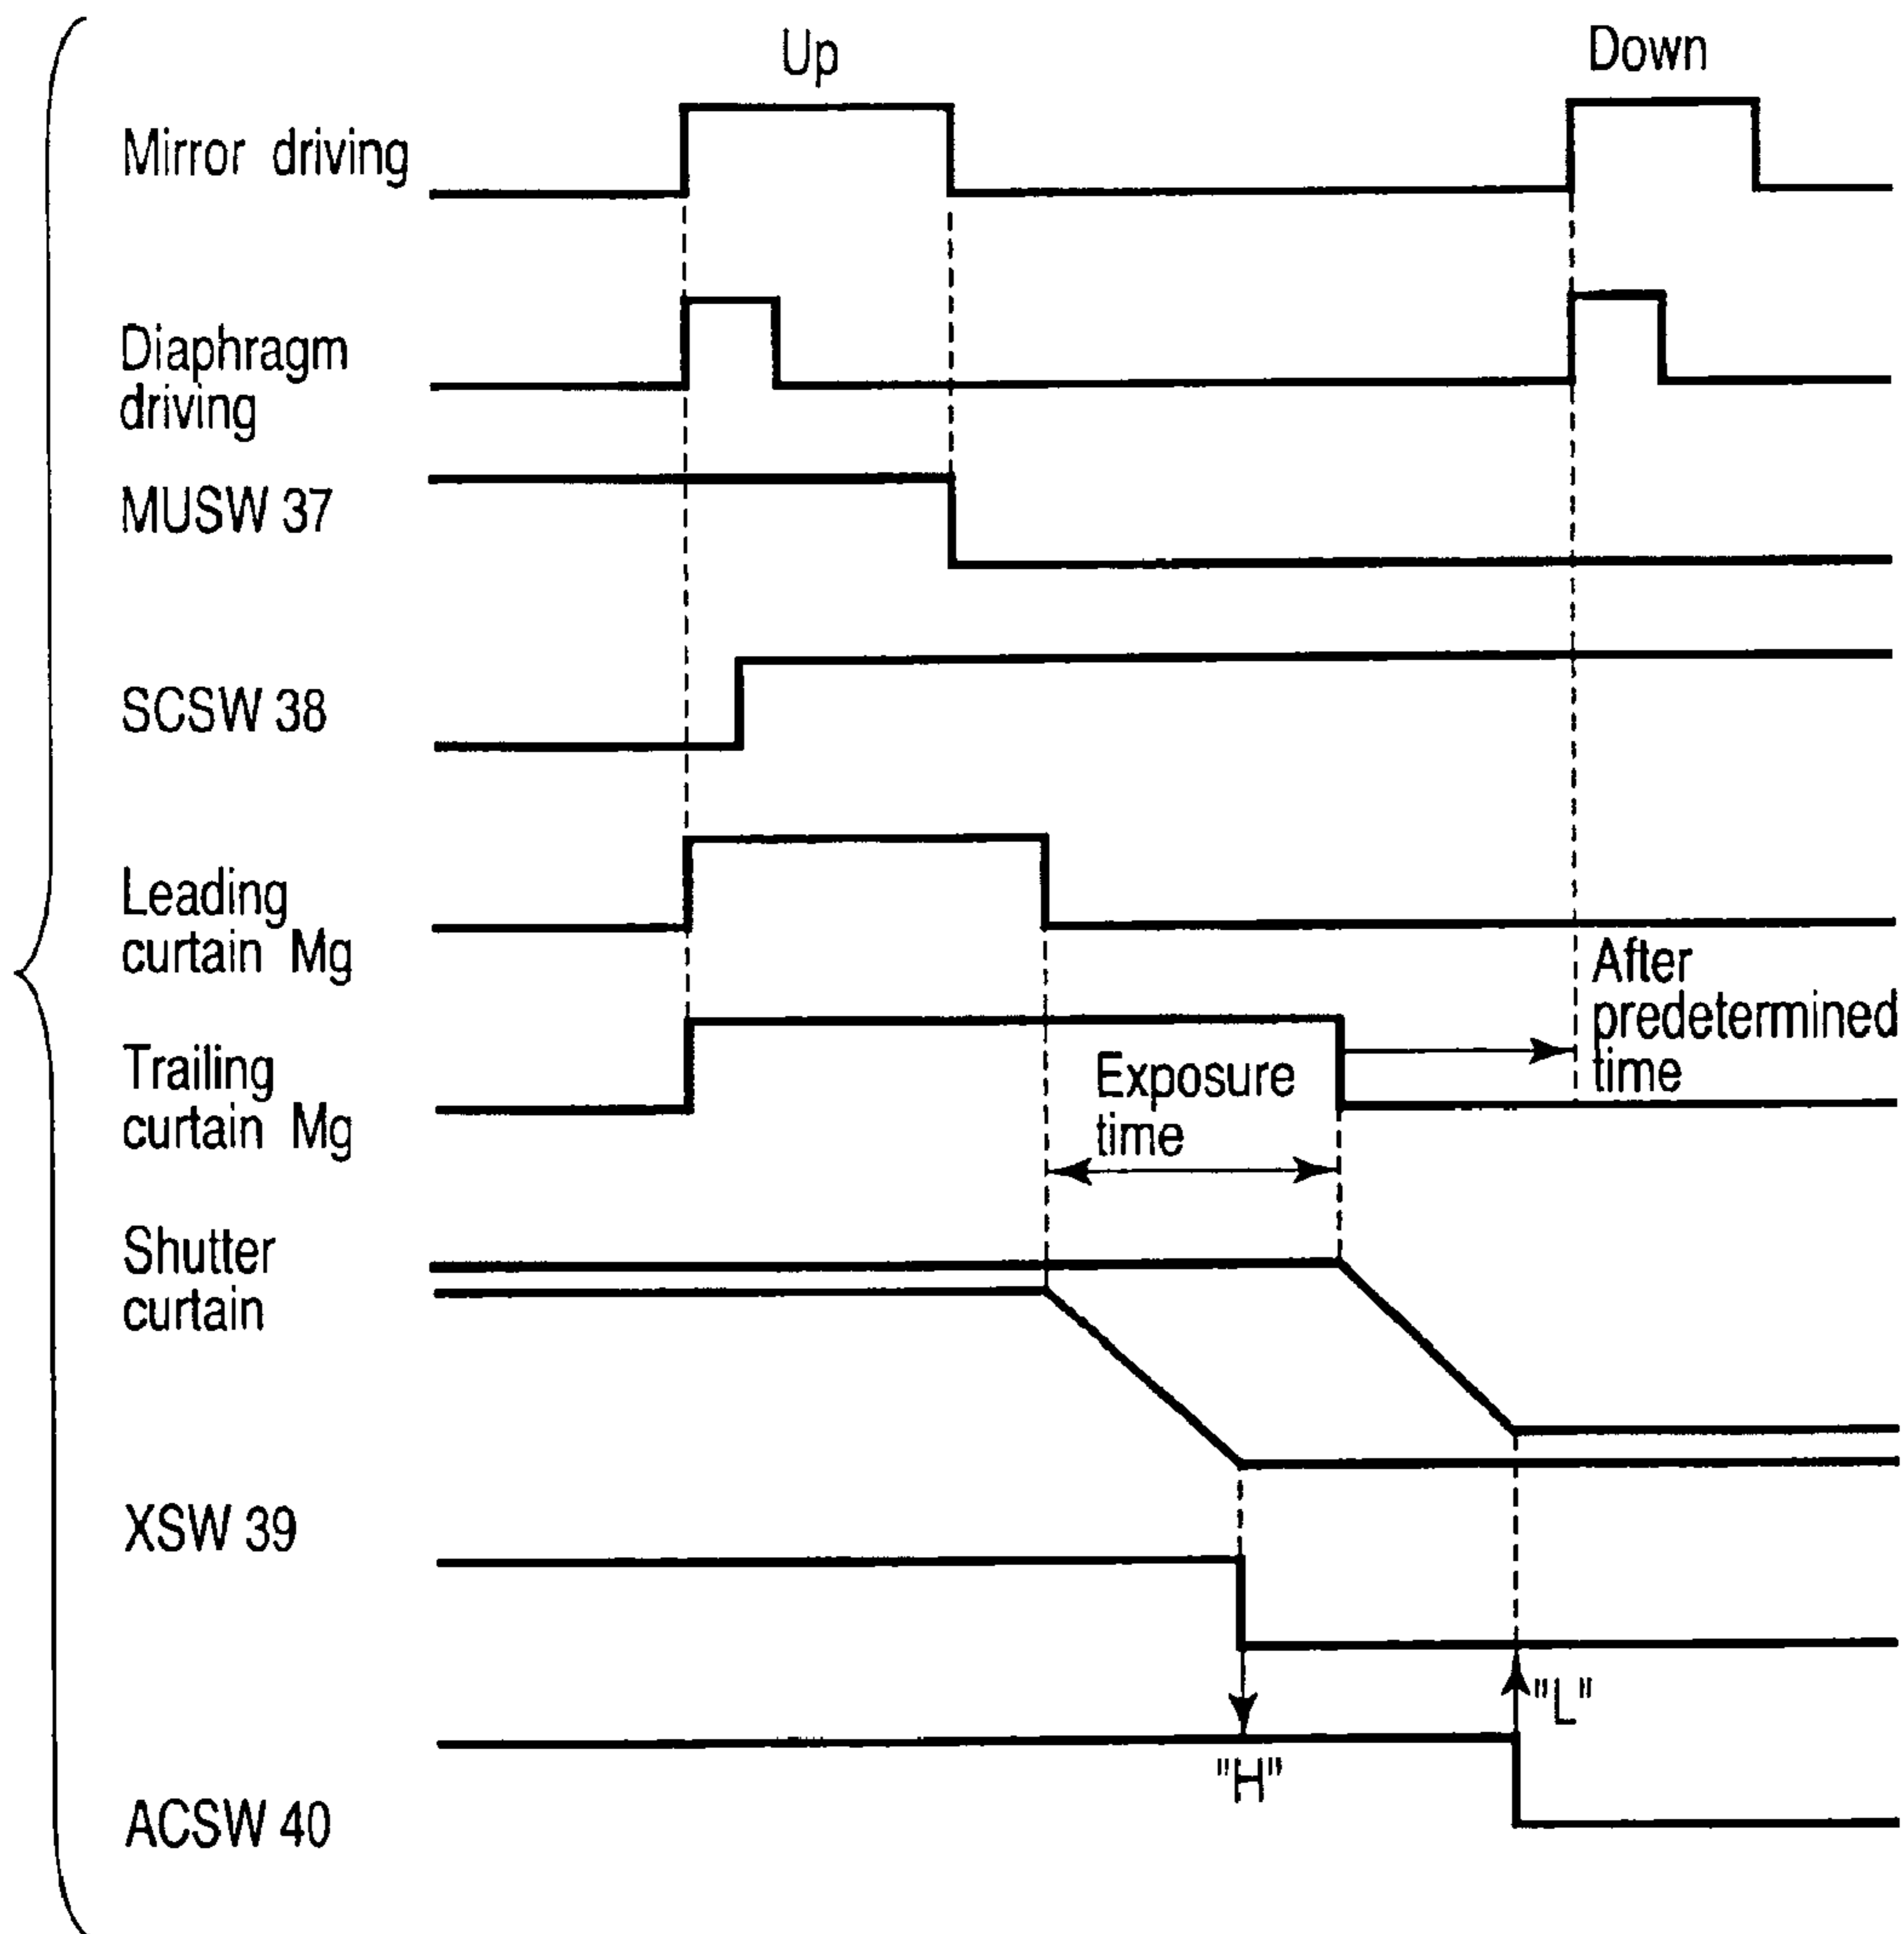 Up
Down
Mirror driving
Diaphragm
driving
MUSW 37
SCSW 38
Leading
curtain Mg
After
predetermined
time
Trailing
curtain Mg
Exposure
time
Shutter
curtain
XSW 39
"L"
"H"
ACSW 40